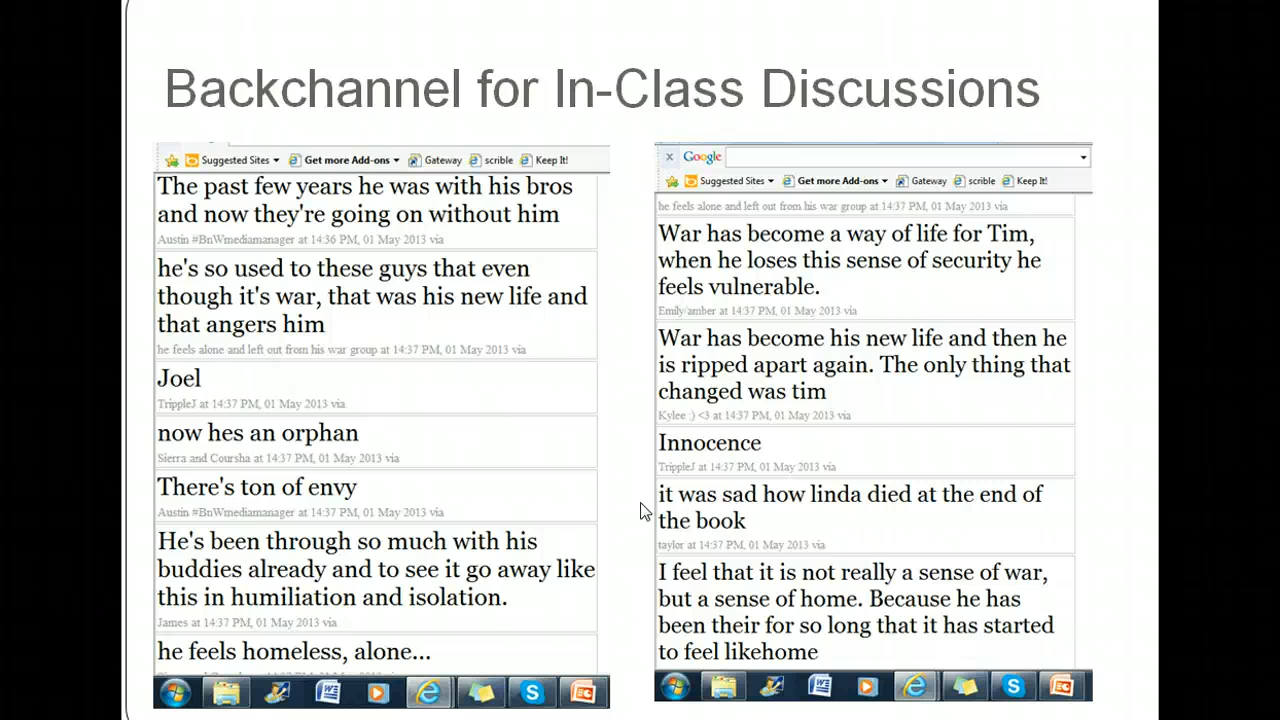 Backchannel for In-Class Discussions
Suggested Sites Get more Add-ons Gateway scrible Keep It!
The past few years he was with his bros
and now they're going on without him
Austin #BnWmediamanager at 14:36 PM, 01 May 2013 via
he's so used to these guys that even
though it's war, that was his new life and
that angers him
he feels alone and left out from his war group at 14:37 PM, 01 May 2013 via
Joel
TrippleJ at 14:37 PM, 01 May 2013 via
now hes an orphan
Sierra and Coursha at 14:37 PM, 01 May 2013 via
There's ton of envy
Austin #BnWmediamanager at 14:37 PM, 01 May 2013 via
He's been through so much with his
buddies already and to see it go away like
this in humiliation and isolation.
James at 14:37 PM, 01 May 2013 via
he feels homeless, alone...
Google
Suggested Sites Get more Add-ons Gateway scrible Keep It!
he feels alone and left out from his war group at 14:37 PM, 01 May 2013 via
War has become a way of life for Tim,
when he loses this sense of security he
feels vulnerable.
Emily/amber at 14:37 PM, 01 May 2013 via
War has become his new life and then he
is ripped apart again. The only thing that
changed was tim
Kylee :) <3 at 14:37 PM, 01 May 2013 via
Innocence
TrippleJ at 14:37 PM, 01 May 2013 via
it was sad how linda died at the end of
the book
taylor at 14:37 PM, 01 May 2013 via
I feel that it is not really a sense of war,
but a sense of home. Because he has
been their for so long that it has started
to feel likehome